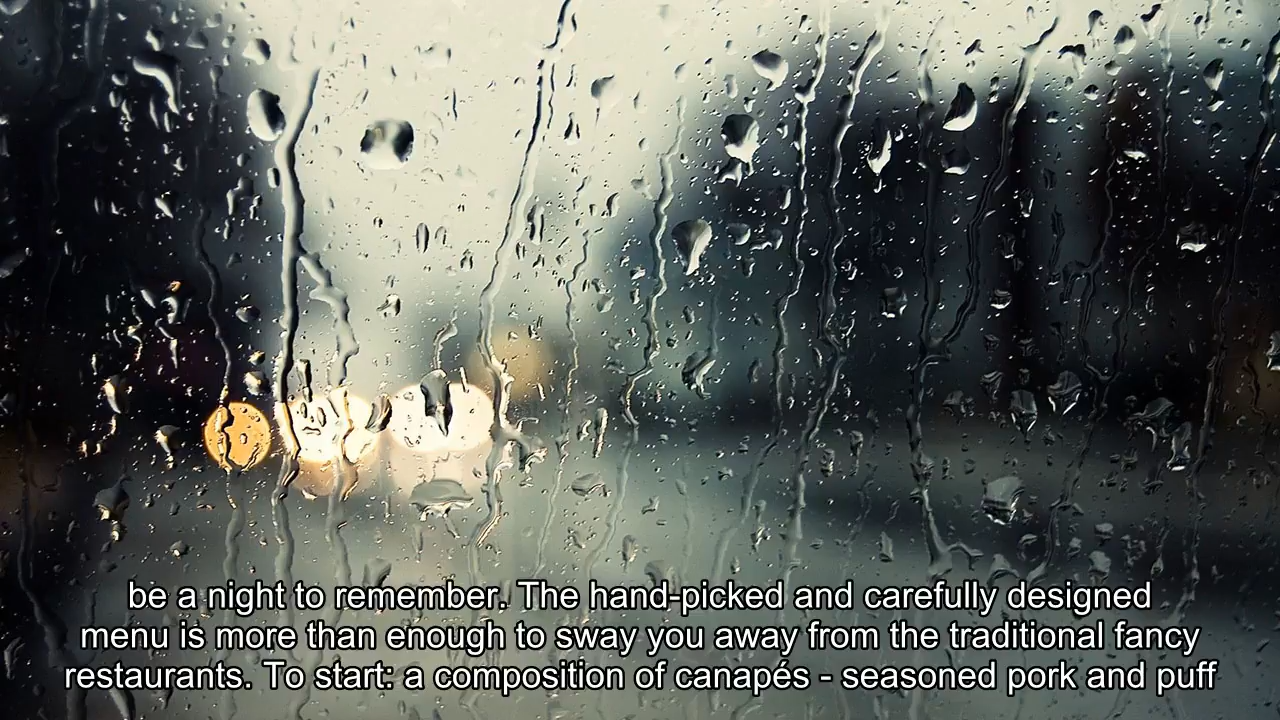 be a night to remember. The hand-picked and carefully designed
menu is more than enough to sway you away from the traditional fancy
restaurants. To start: a composition of canapés - seasoned pork and puff